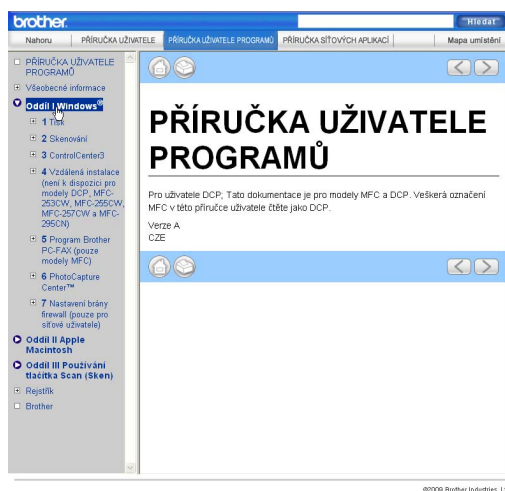 brother.
Hledat
Nahoru
PŘÍRUČKA UŽIVATELE
PŘÍRUČKA UŽIVATELE PROGRAMŮ
PŘÍRUČKA SÍŤOVÝCH APLIKACÍ
Mapa umístění
PŘÍRUČKA UŽIVATELE
PROGRAMŮ
Všeobecné informace
Oddíl I Windows®
1 Tisk
2 Skenování
3 ControlCenter3
4 Vzdálená instalace
(není k dispozici pro
modely DCP, MFC-
253CW, MFC-255CW,
MFC-257CW a MFC-
295CN)
5 Program Brother
PC-FAX (pouze
modely MFC)
6 PhotoCapture
Center™
7 Nastavení brány
firewall (pouze pro
síťové uživatele)
Oddíl II Apple
Macintosh
Oddíl III Používání
tlačítka Scan (Sken)
Rejstřík
Brother
PŘÍRUČKA UŽIVATELE
PROGRAMŮ
Pro uživatele DCP; Tato dokumentace je pro modely MFC a DCP. Veškerá označení
MFC v této příručce uživatele čtěte jako DCP.
Verze A
CZE
©2009 Brother Industries,